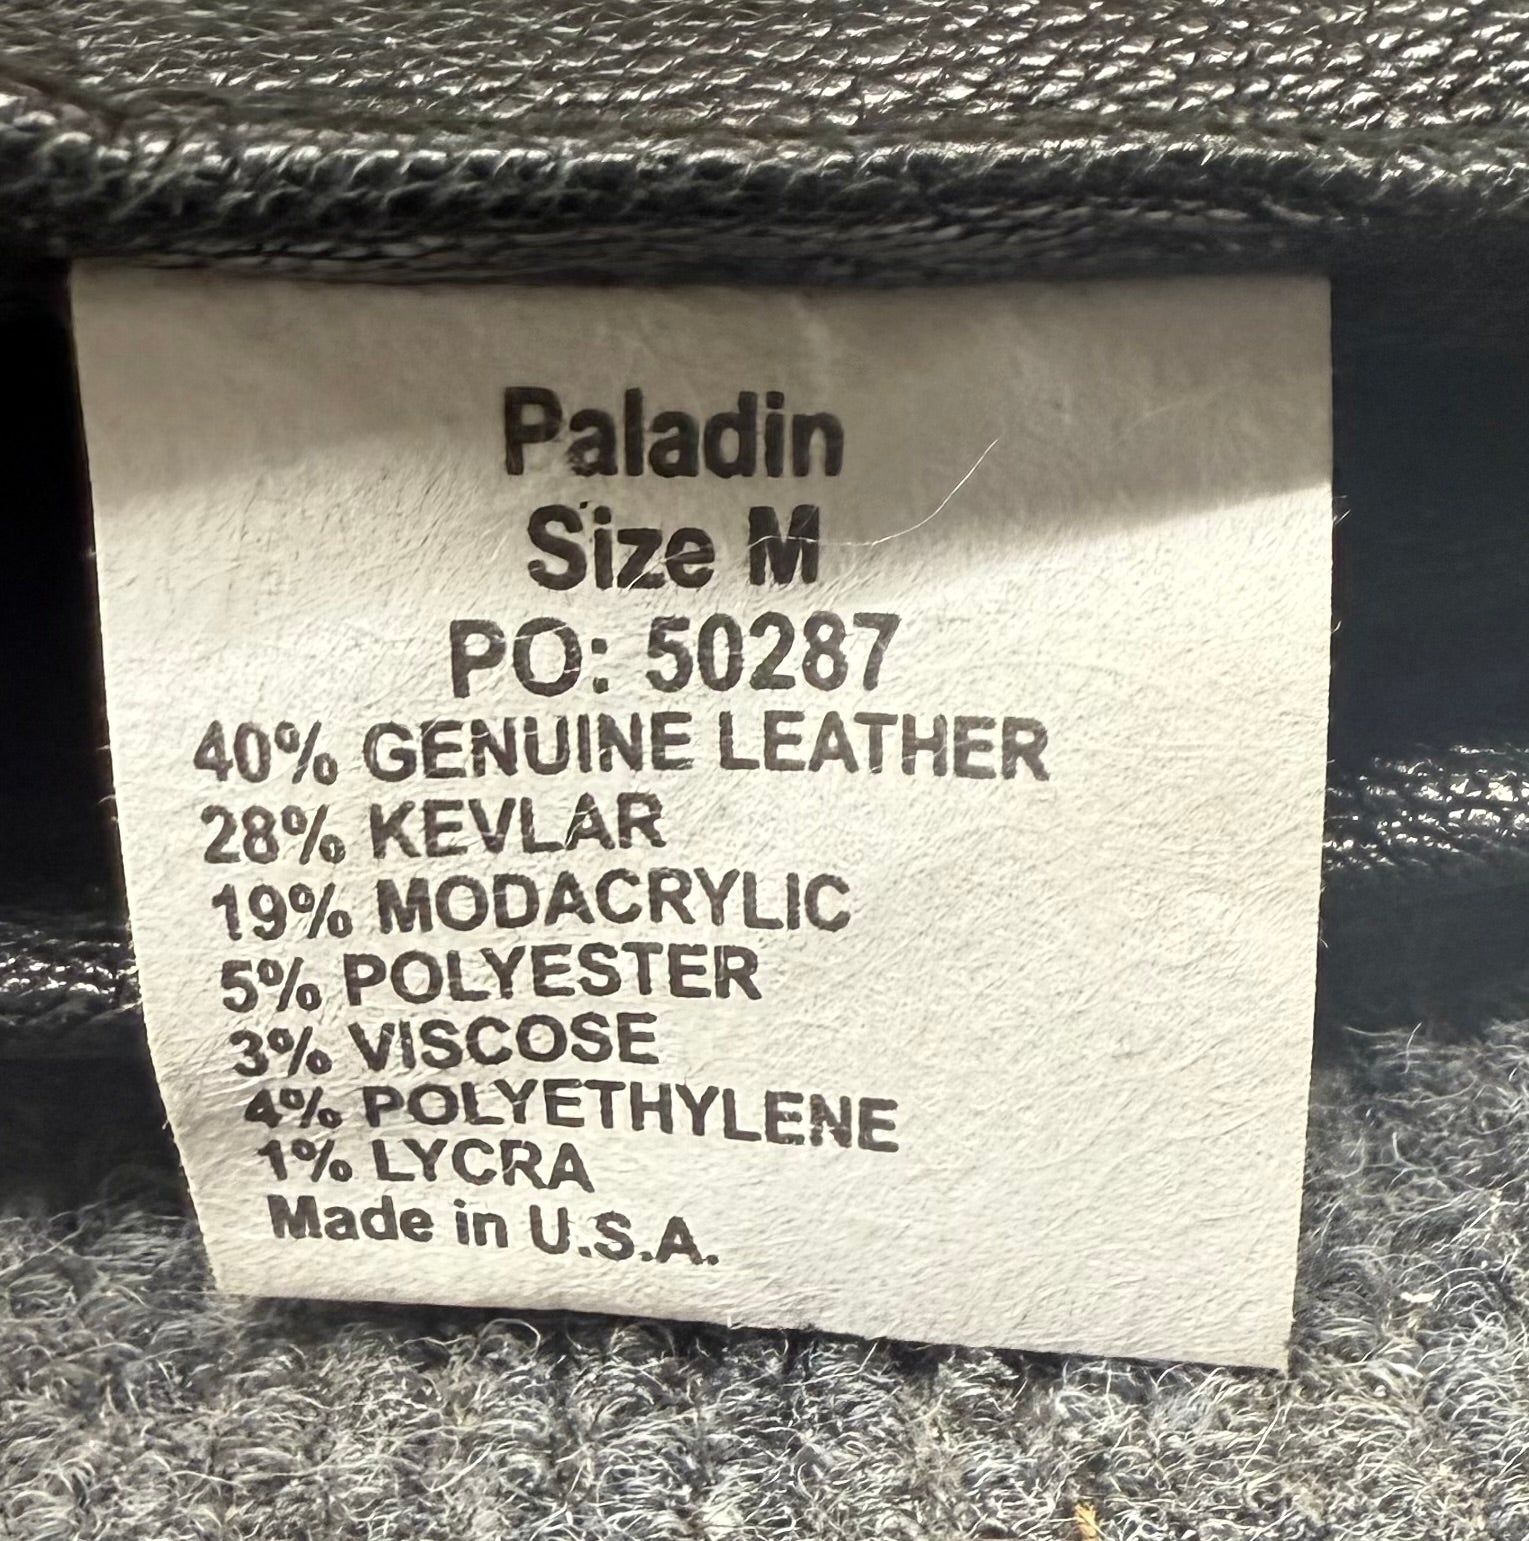 Paladin
Size M
PO: 50287
40% GENUINE LEATHER
28% KEVLAR
19% MODACRYLIC
5% POLYESTER
3% VISCOSE
4% POLYETHYLENE
1% LYCRA
Made in U.S.A.